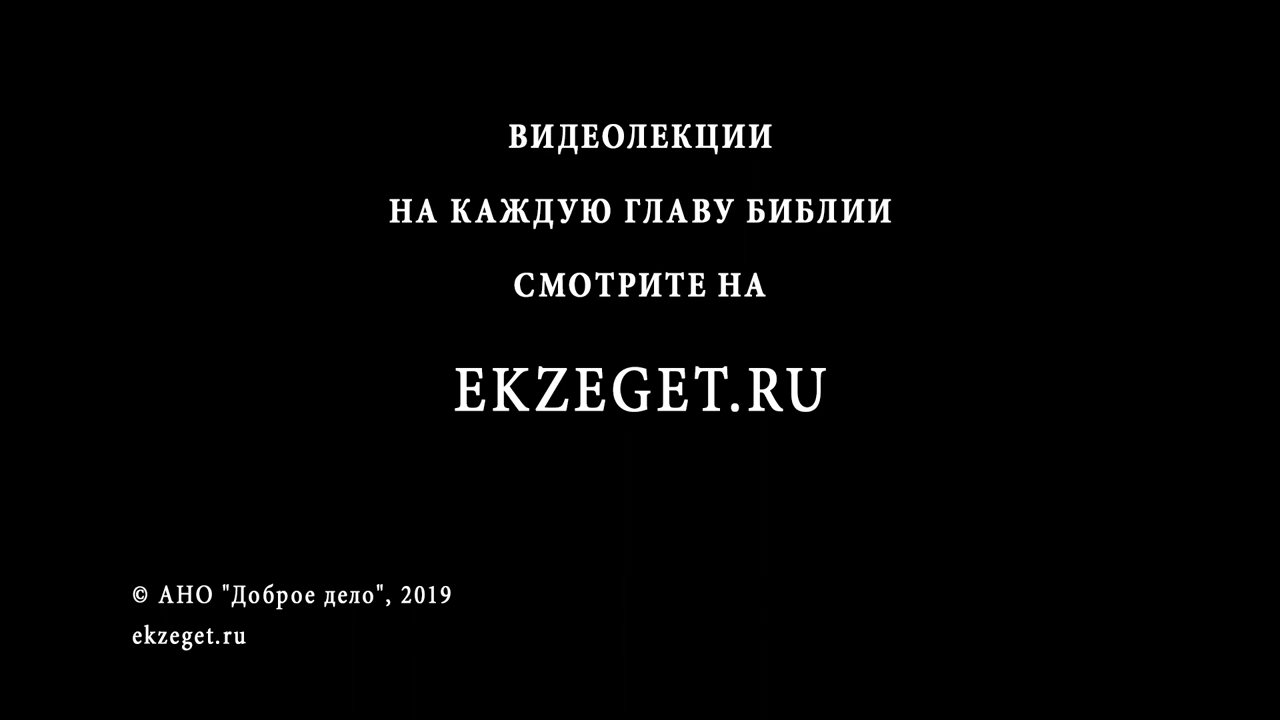 ВИДЕОЛЕКЦИИ
НА КАЖДУЮ ГЛАВУ БИБЛИИ
СМОТРИТЕ НА
EKZEGET.RU
© АНО "Доброе дело", 2019
ekzeget.ru